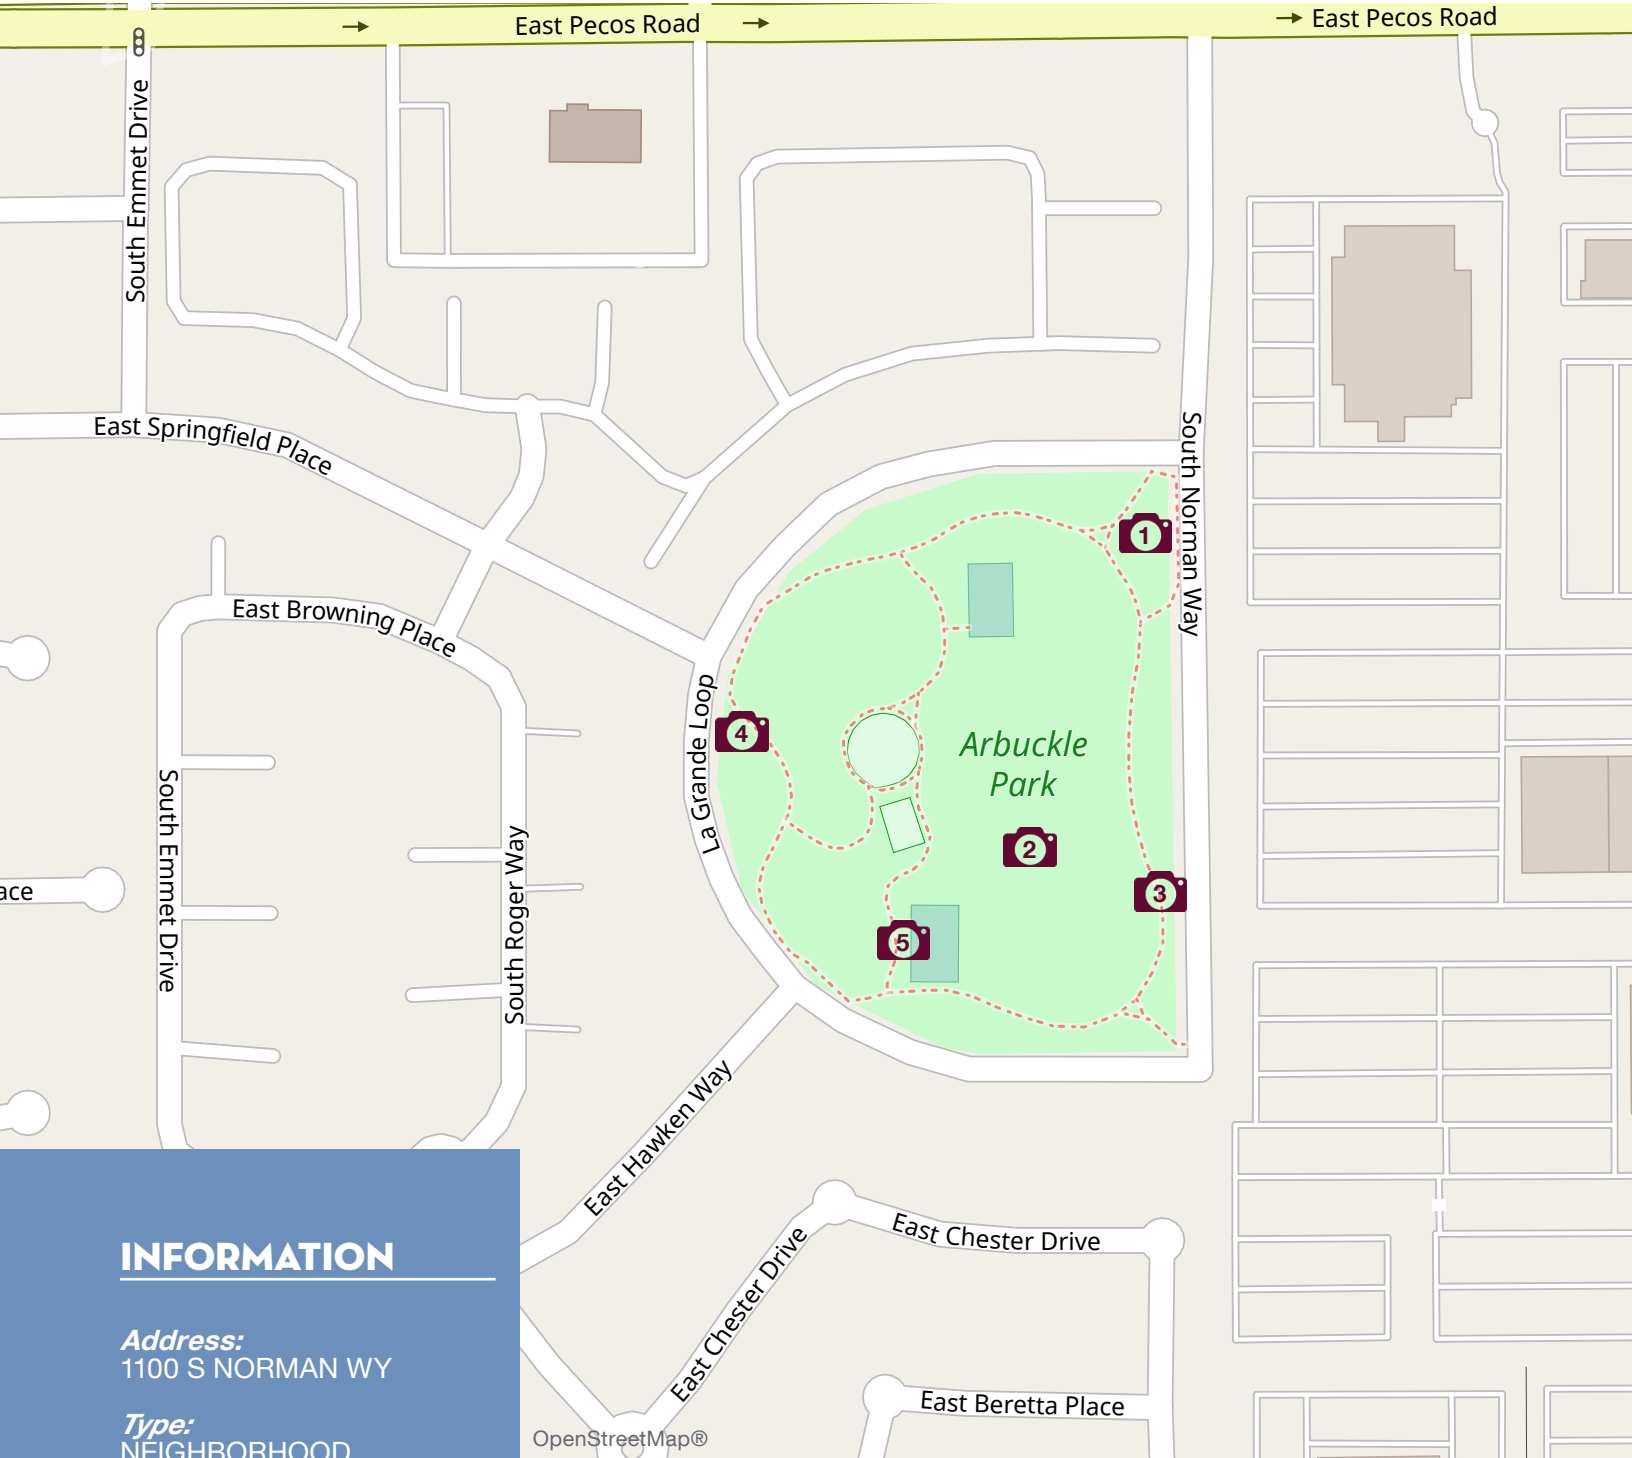 East Pecos Road
East Pecos Road
South Emmet Drive
East Springfield Place
South Norman Way
East Browning Place
La Grande Loop
Arbuckle
Park
1
2
3
4
5
South Emmet Drive
South Roger Way
ace
East Hawken Way
East Chester Drive
East Chester Drive
East Beretta Place
INFORMATION
Address:
1100 S NORMAN WY
Type:
NEIGHBORHOOD
OpenStreetMap®